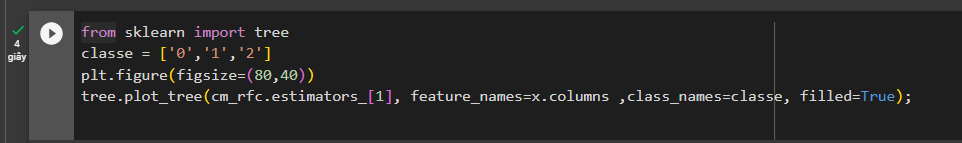 4
giây
from sklearn import tree
classe = ['0','1','2']
plt.figure(figsize=(80,40))
tree.plot_tree(cm_rfc.estimators_[1], feature_names=x.columns ,class_names=classe, filled=True);